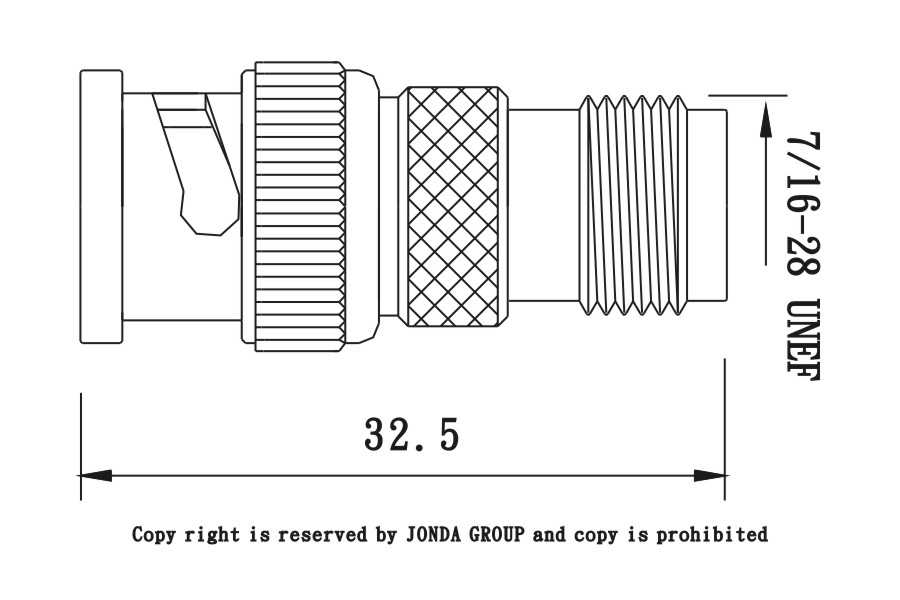 7/16-28 UNEF
32.5
Copy right is reserved by JONDA GROUP and copy is prohibited